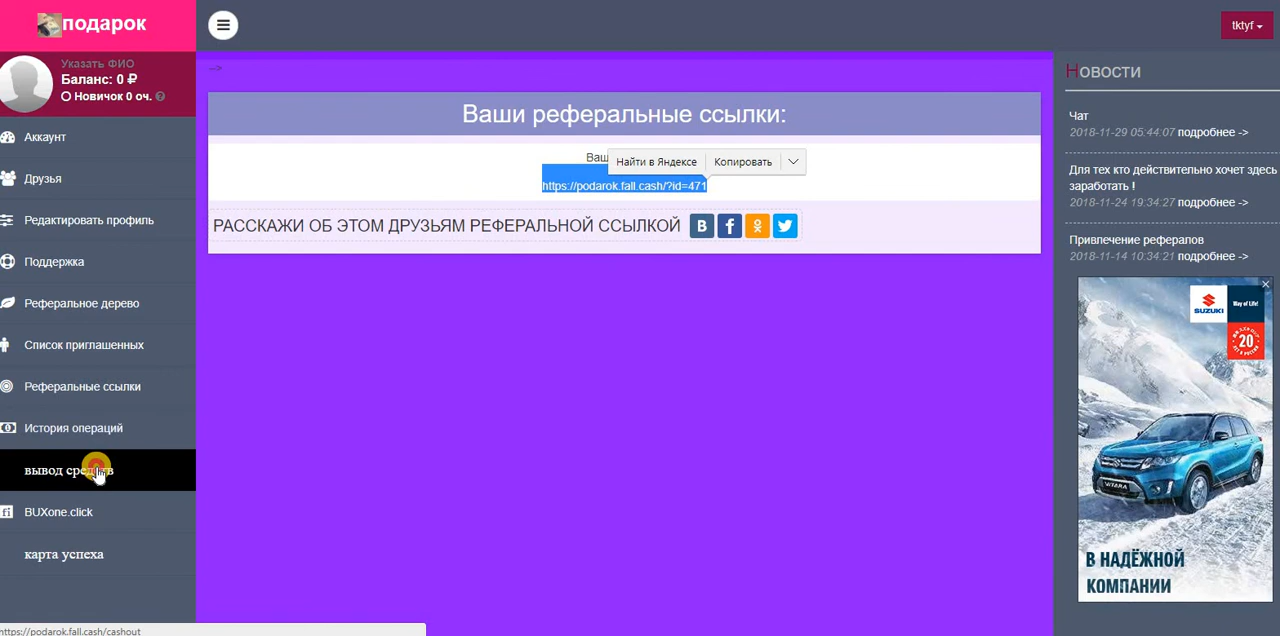 подарок
tktyf
Указать ФИО
Баланс: 0 ₽
Новичок 0 оч.
Аккаунт
Друзья
Редактировать профиль
Поддержка
Реферальное дерево
Список приглашенных
Реферальные ссылки
История операций
вывод средств
BUXone.click
карта успеха
-->
Ваши реферальные ссылки:
Ваш
Найти в Яндексе
Копировать
https://podarok.fall.cash/?id=471
РАССКАЖИ ОБ ЭТОМ ДРУЗЬЯМ РЕФЕРАЛЬНОЙ ССЫЛКОЙ
Новости
Чат
2018-11-29 05:44:07 подробнее ->
Для тех кто действительно хочет здесь
заработать !
2018-11-24 19:34:27 подробнее ->
Привлечение рефералов
2018-11-14 10:34:21 подробнее ->
SUZUKI
Way of Life!
20
VITARA
В НАДЁЖНОЙ
КОМПАНИИ
https://podarok.fall.cash/cashout